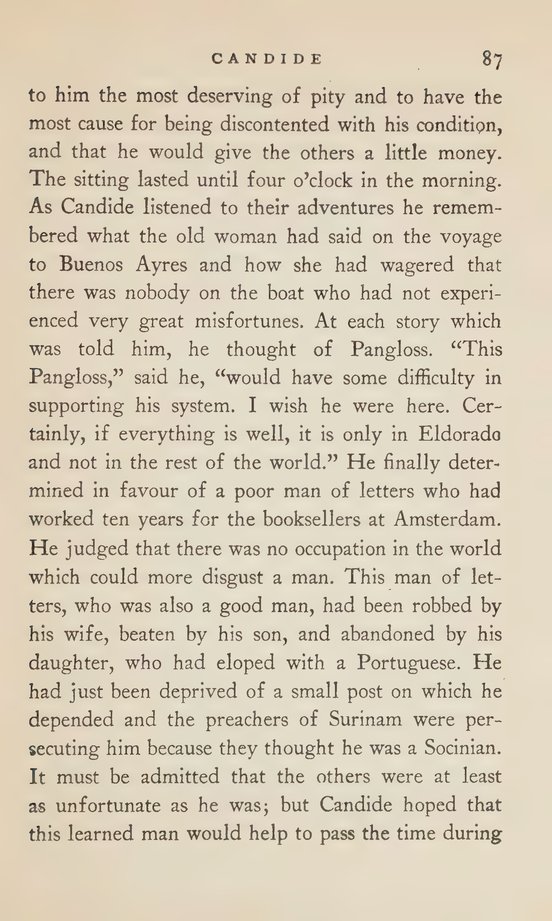 CANDIDE 87
to him the most deserving of pity and to have the
most cause for being discontented with his condition,
and that he would give the others a little money.
The sitting lasted until four o’clock in the morning.
As Candide listened to their adventures he remem-
bered what the old woman had said on the voyage
to Buenos Ayres and how she had wagered that
there was nobody on the boat who had not experi-
enced very great misfortunes. At each story which
was told him, he thought of Pangloss. “This
Pangloss,” said he, “would have some difficulty in
supporting his system. I wish he were here. Cer-
tainly, if everything is well, it is only in Eldorado
and not in the rest of the world.” He finally deter-
mined in favour of a poor man of letters who had
worked ten years for the booksellers at Amsterdam.
He judged that there was no occupation in the world
which could more disgust a man. This man of let-
ters, who was also a good man, had been robbed by
his wife, beaten by his son, and abandoned by his
daughter, who had eloped with a Portuguese. He
had just been deprived of a small post on which he
depended and the preachers of Surinam were per-
secuting him because they thought he was a Socinian.
It must be admitted that the others were at least
as unfortunate as he was; but Candide hoped that
this learned man would help to pass the time during